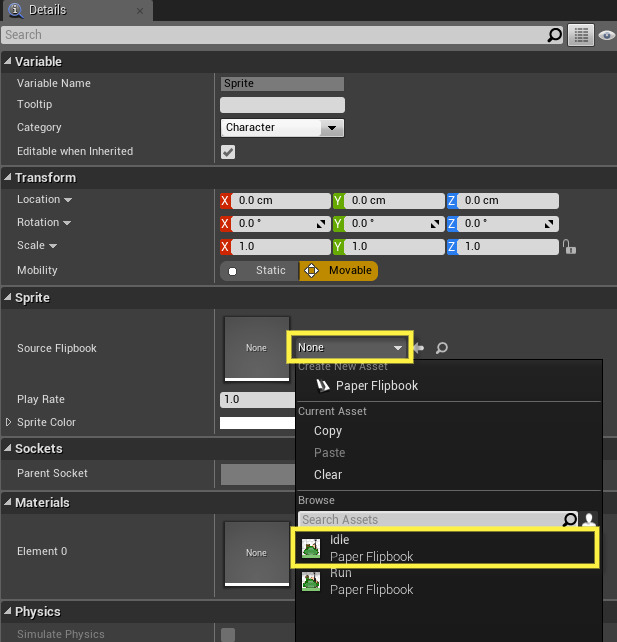 Details
Search
Variable
Variable Name Sprite
Tooltip
Category Character
Editable when Inherited
Transform
Location X 0.0 cm Y 0.0 cm Z 0.0 cm
Rotation X 0.0 ° Y 0.0 ° Z 0.0 °
Scale X 1.0 Y 1.0 Z 1.0
Mobility Static Movable
Sprite
Source Flipbook None None
Create New Asset
Paper Flipbook
Play Rate 1.0
Current Asset
Sprite Color
Copy
Sockets
Paste
Parent Socket
Clear
Materials
Browse
Search Assets
Element 0 None
Idle
Paper Flipbook
Run
Paper Flipbook
Physics
Simulate Physics